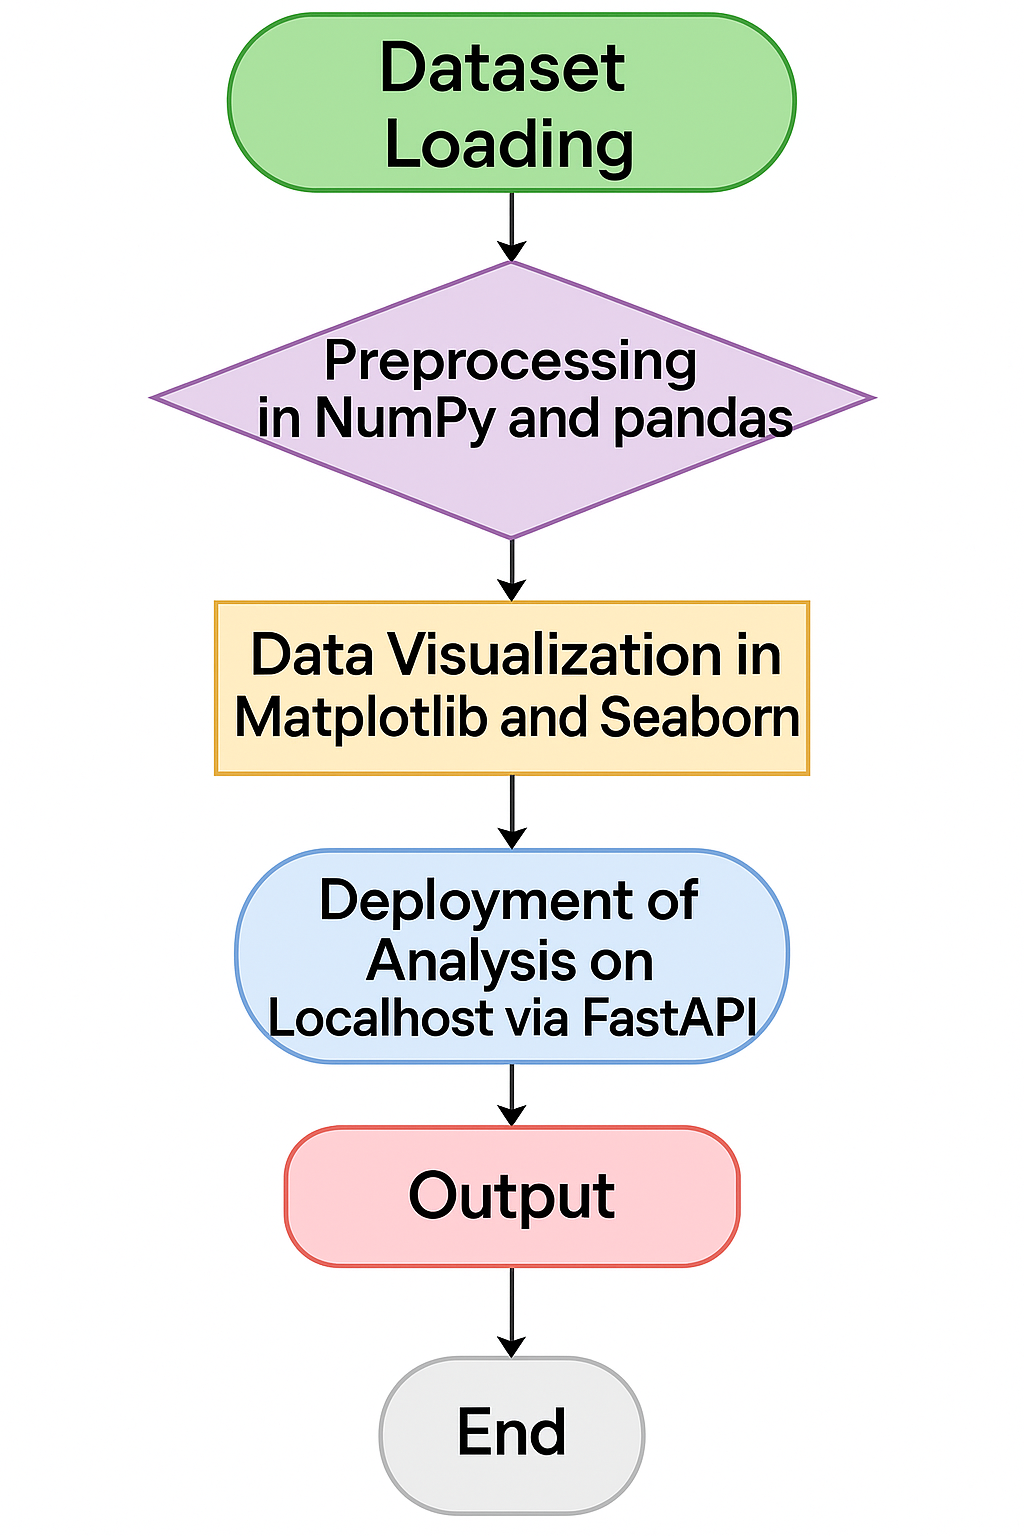 Dataset
Loading
Preprocessing
in NumPy and pandas
Data Visualization in
Matplotlib and Seaborn
Deployment of
Analysis on
Localhost via FastAPI
Output
End